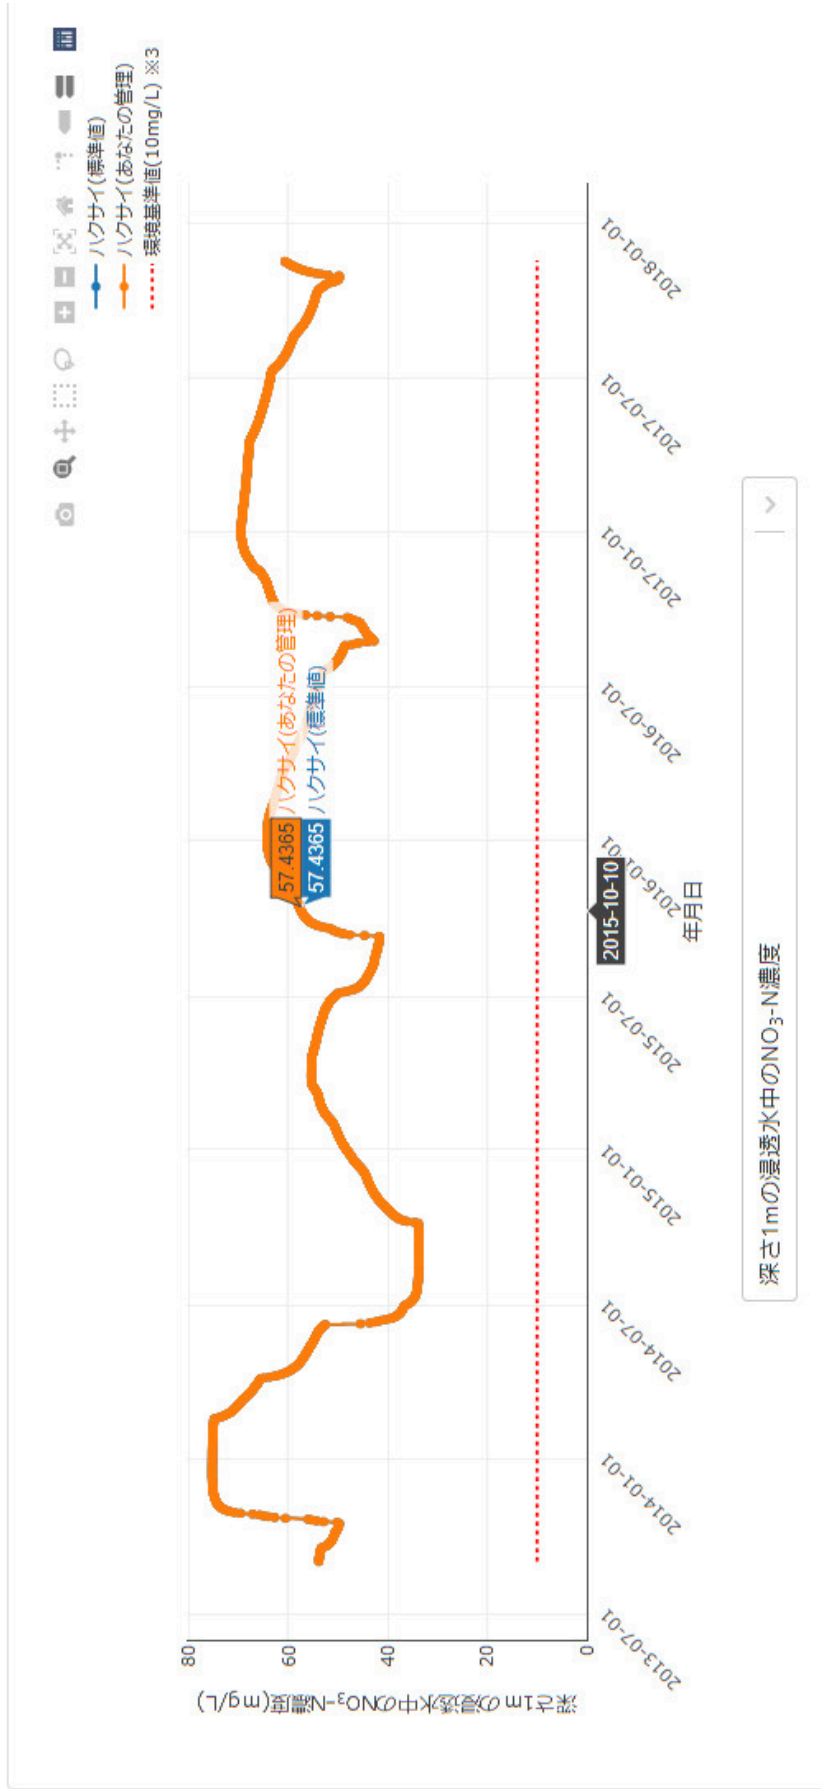 ハクサイ(標準値)
ハクサイ(あなたの管理)
環境基準値(10mg/L) ※3
深さ1mの浸透水中のNO₃-N濃度(mg/L)
80
60
40
20
0
57.4365 ハクサイ(あなたの管理)
57.4365 ハクサイ(標準値)
2013-07-01
2014-01-01
2014-07-01
2015-01-01
2015-07-01
2015-10-10
2016-01-01
2016-07-01
2017-01-01
2017-07-01
2018-01-01
年月日
深さ1mの浸透水中のNO₃-N濃度